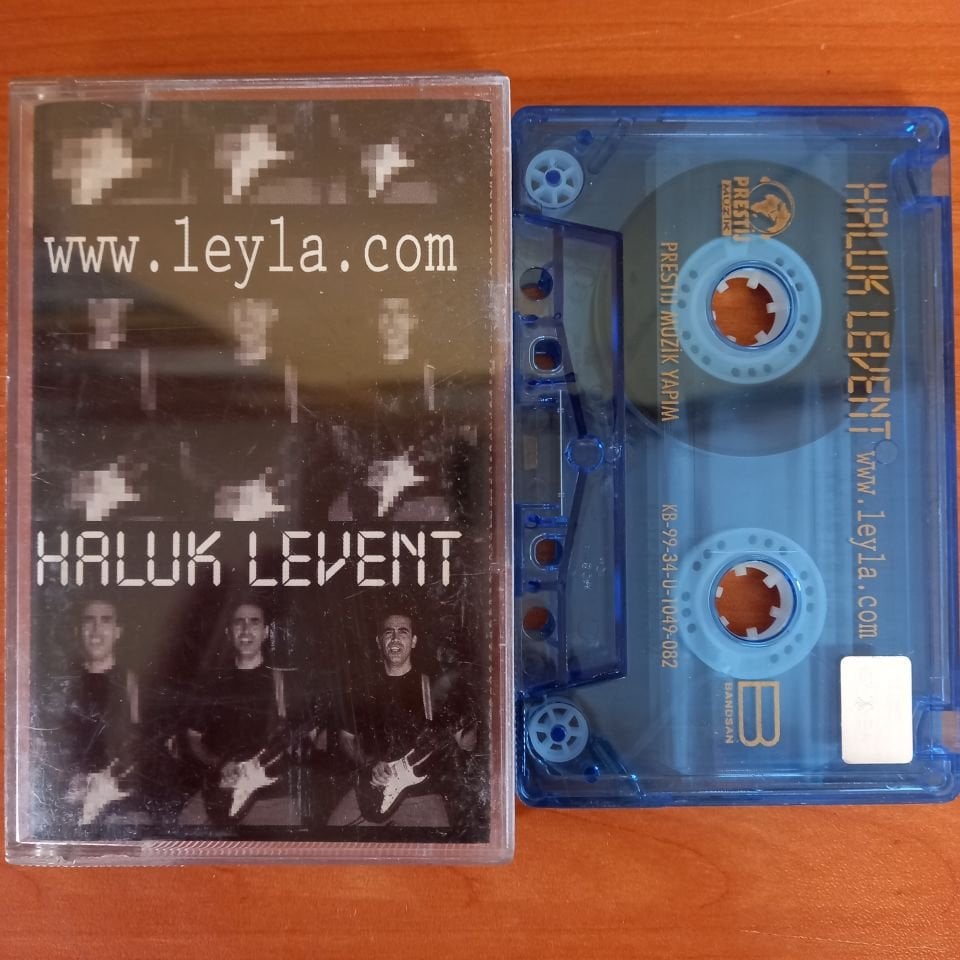 www.leyla.com
HALUK LEVENT
PRESTİJ
MÜZİK
HALUK LEVENT www.leyla.com
PRESTİJ MÜZİK YAPIM
KB-99-34-U-1049-082
B
BANDSAN